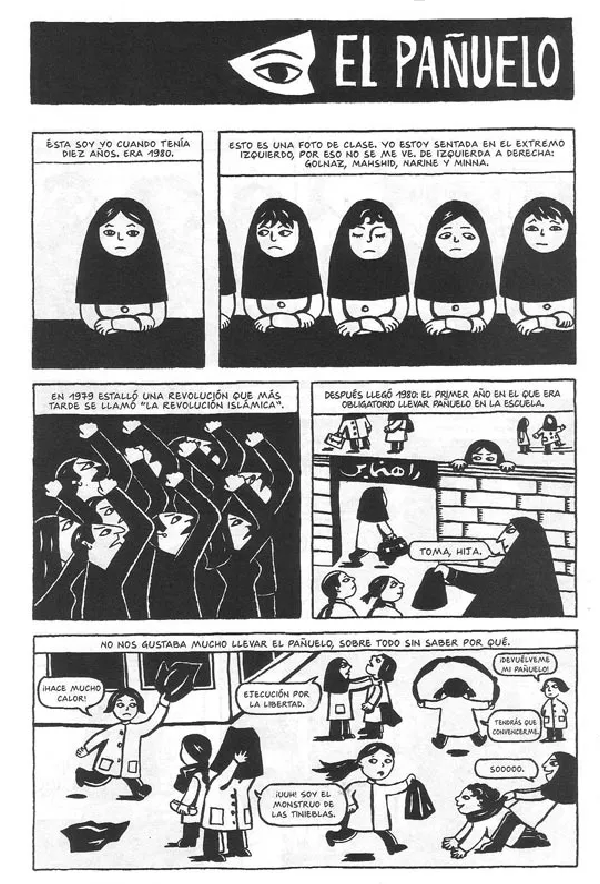 EL PAÑUELO
ÉSTA SOY YO CUANDO TENÍA
DIEZ AÑOS. ERA 1980.
ESTO ES UNA FOTO DE CLASE. YO ESTOY SENTADA EN EL EXTREMO
IZQUIERDO, POR ESO NO SE ME VE. DE IZQUIERDA A DERECHA:
GOLNAZ, MAHSHID, NARINE Y MINNA.
EN 1979 ESTALLÓ UNA REVOLUCIÓN QUE MÁS
TARDE SE LLAMÓ "LA REVOLUCIÓN ISLÁMICA".
DESPUÉS LLEGÓ 1980: EL PRIMER AÑO EN EL QUE ERA
OBLIGATORIO LLEVAR PAÑUELO EN LA ESCUELA.
راهنمایی
TOMA, HIJA.
NO NOS GUSTABA MUCHO LLEVAR EL PAÑUELO, SOBRE TODO SIN SABER POR QUÉ.
¡HACE MUCHO
CALOR!
EJECUCIÓN POR
LA LIBERTAD.
¡DEVUÉLVEME
MI PAÑUELO!
TENDRÁS QUE
CONVENCERME.
¡UUH! SOY EL
MONSTRUO DE
LAS TINIEBLAS.
SOOOOO.